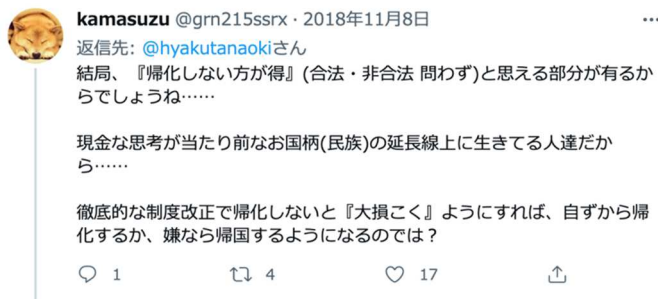 kamasuzu @grn215ssrx · 2018年11月8日
返信先: @hyakutanaokiさん
結局、『帰化しない方が得』(合法・非合法 問わず)と思える部分が有るか
らでしょうね……
現金な思考が当たり前なお国柄(民族)の延長線上に生きてる人達だか
ら……
徹底的な制度改正で帰化しないと『大損こく』ようにすれば、自ずから帰
化するか、嫌なら帰国するようになるのでは？
1 4 17